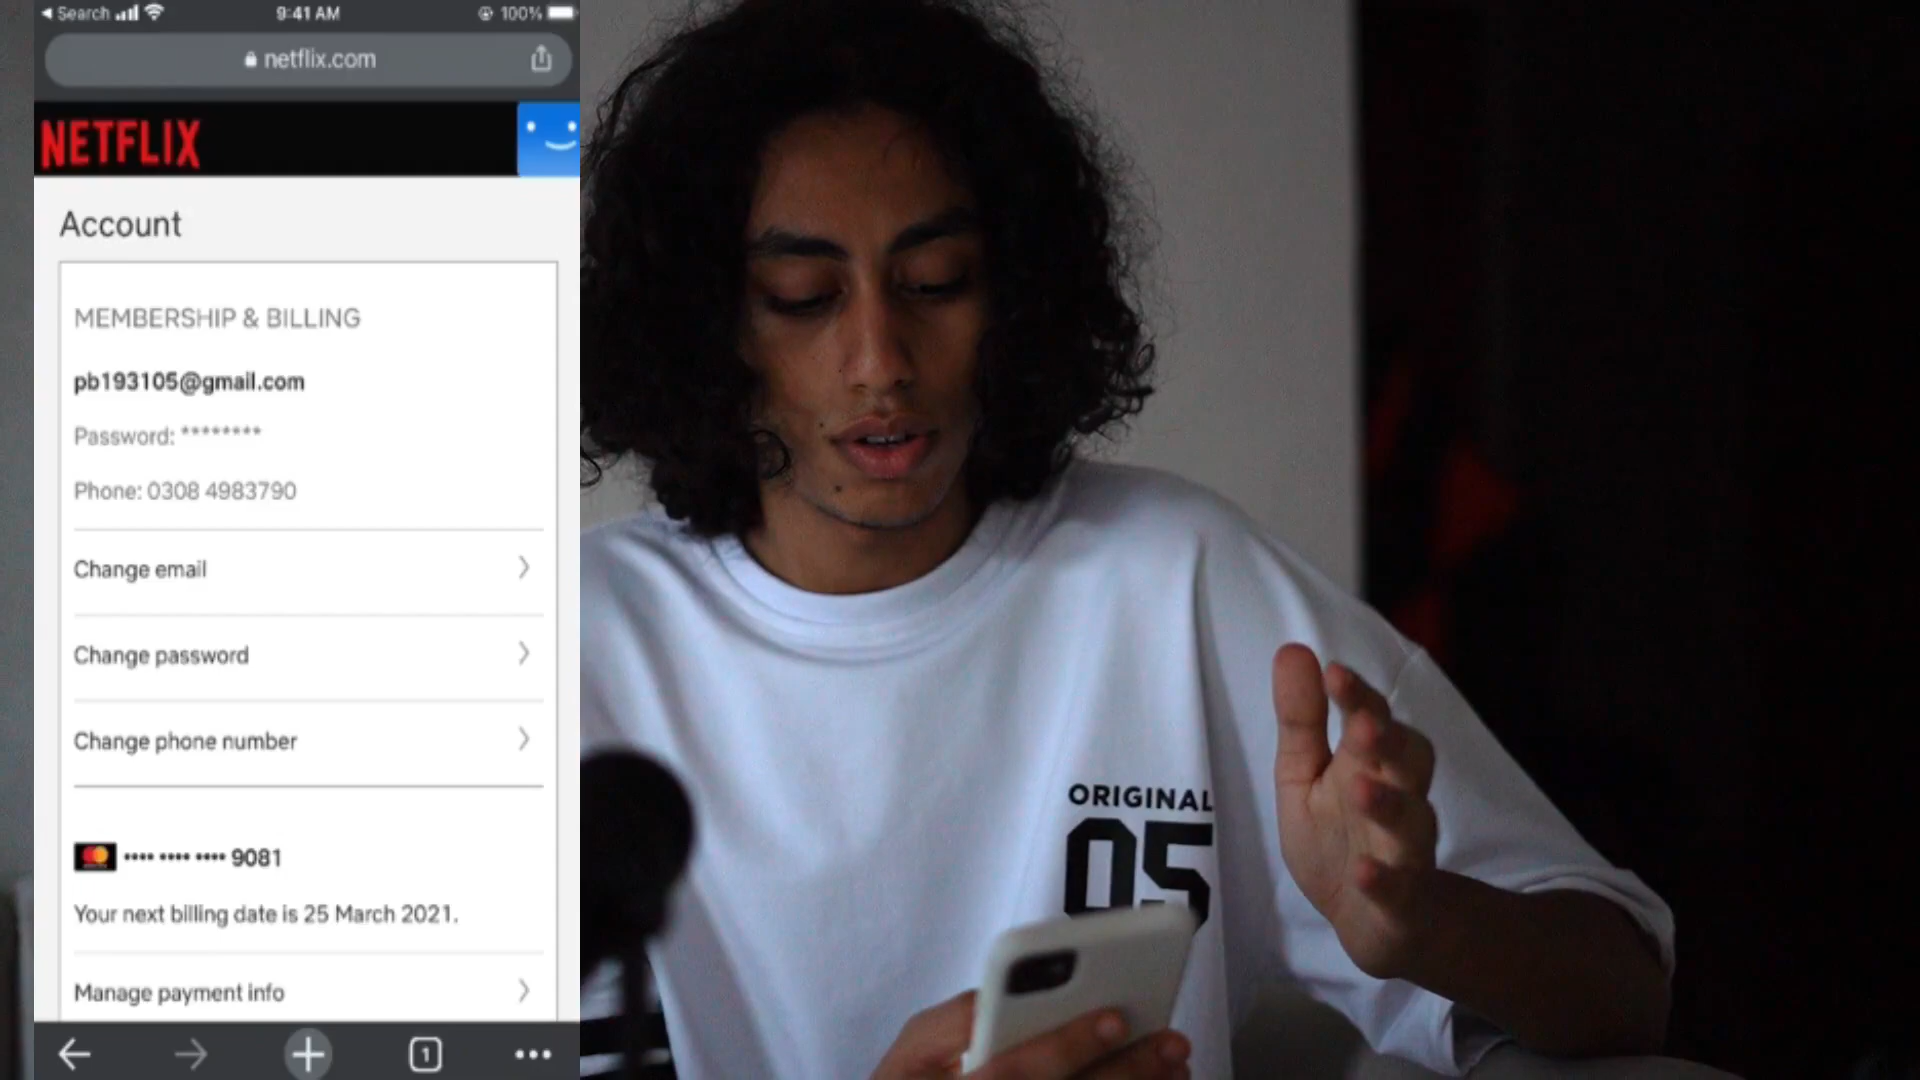 Search
9:41 AM
100%
netflix.com
NETFLIX
Account
MEMBERSHIP & BILLING
pb193105@gmail.com
Password: ********
Phone: 0308 4983790
Change email
Change password
Change phone number
•••• •••• •••• 9081
Your next billing date is 25 March 2021.
Manage payment info
1
ORIGINAL
05